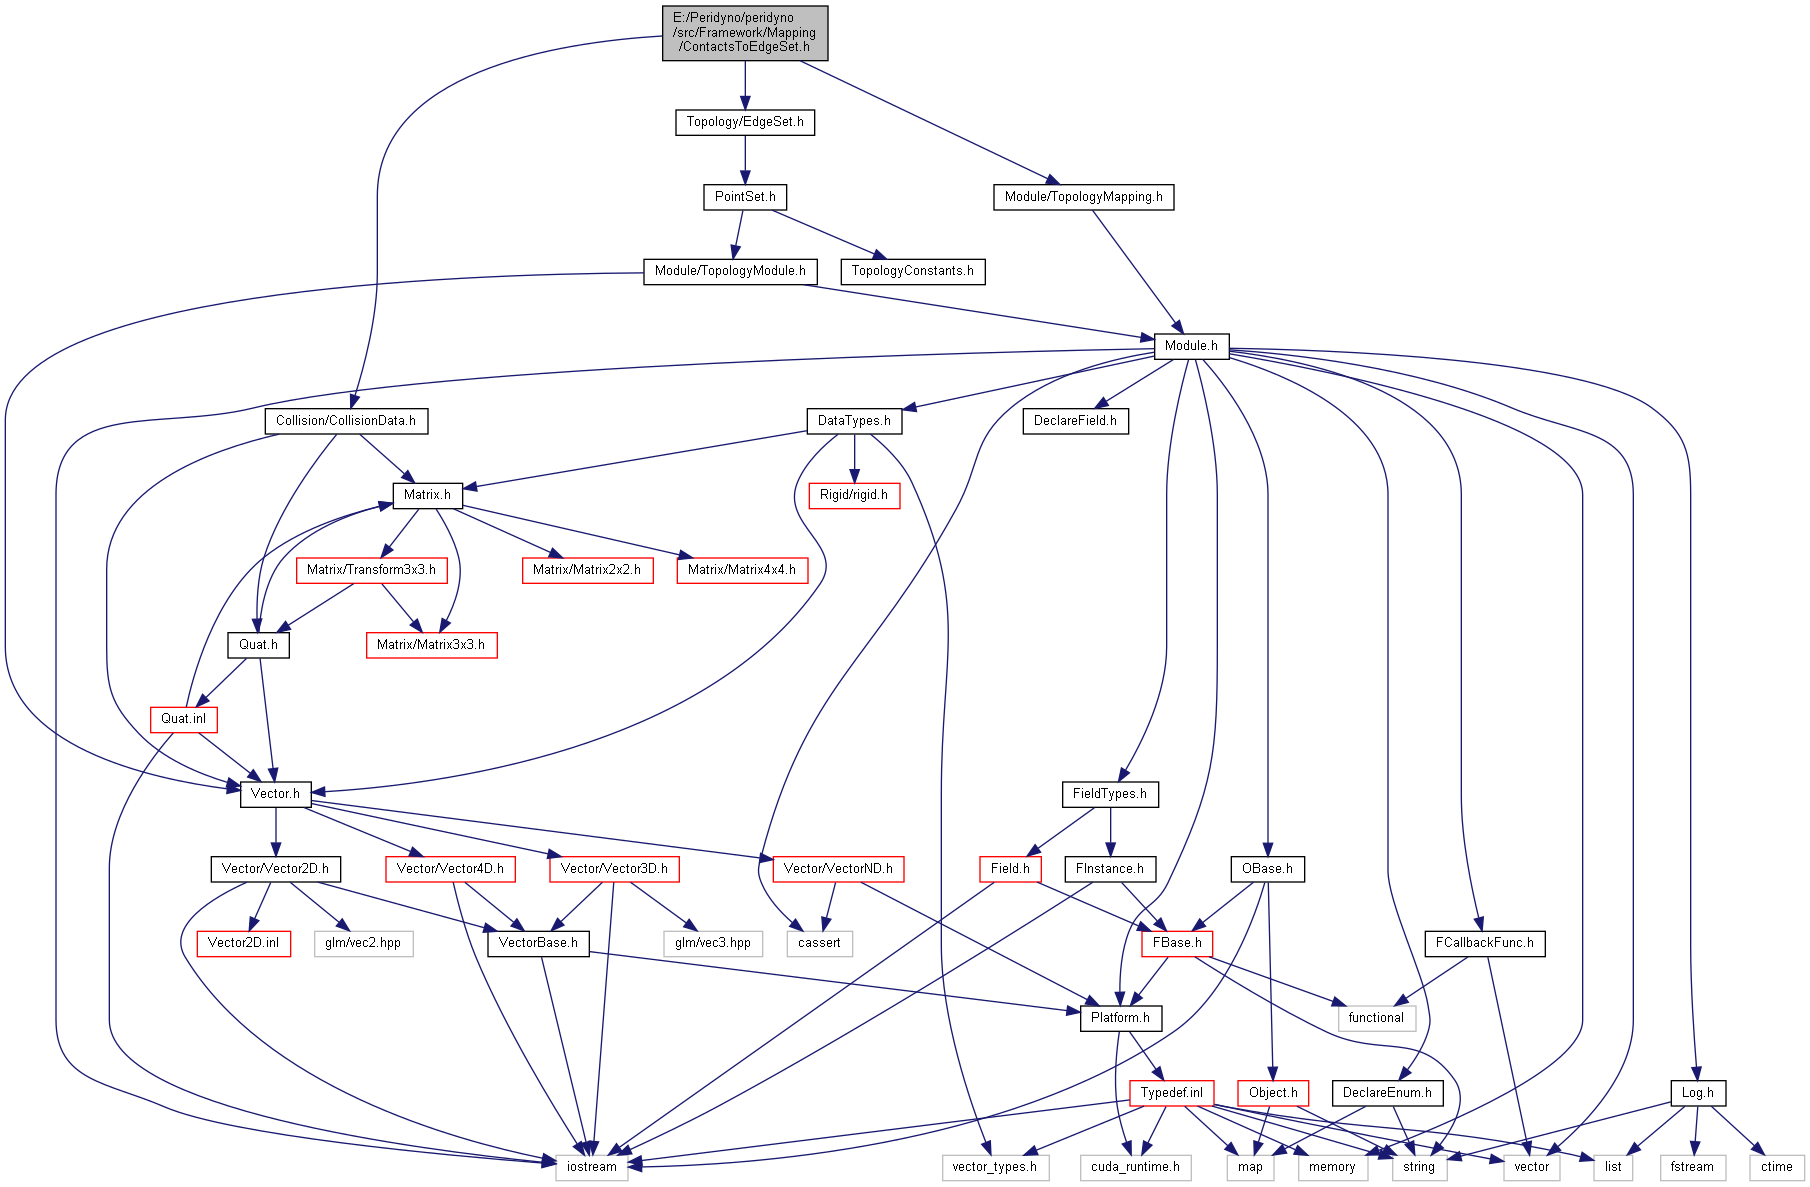 E:/Peridyno/peridyno
/src/Framework/Mapping
/ContactsToEdgeSet.h
Topology/EdgeSet.h
PointSet.h
Module/TopologyMapping.h
Module/TopologyModule.h
TopologyConstants.h
Module.h
Collision/CollisionData.h
DataTypes.h
DeclareField.h
Matrix.h
Rigid/rigid.h
Matrix/Transform3x3.h
Matrix/Matrix2x2.h
Matrix/Matrix4x4.h
Quat.h
Matrix/Matrix3x3.h
Quat.inl
Vector.h
FieldTypes.h
Vector/Vector2D.h
Vector/Vector4D.h
Vector/Vector3D.h
Vector/VectorND.h
Field.h
FInstance.h
OBase.h
Vector2D.inl
glm/vec2.hpp
VectorBase.h
glm/vec3.hpp
cassert
FBase.h
FCallbackFunc.h
Platform.h
functional
Typedef.inl
Object.h
DeclareEnum.h
Log.h
iostream
vector_types.h
cuda_runtime.h
map
memory
string
vector
list
fstream
ctime